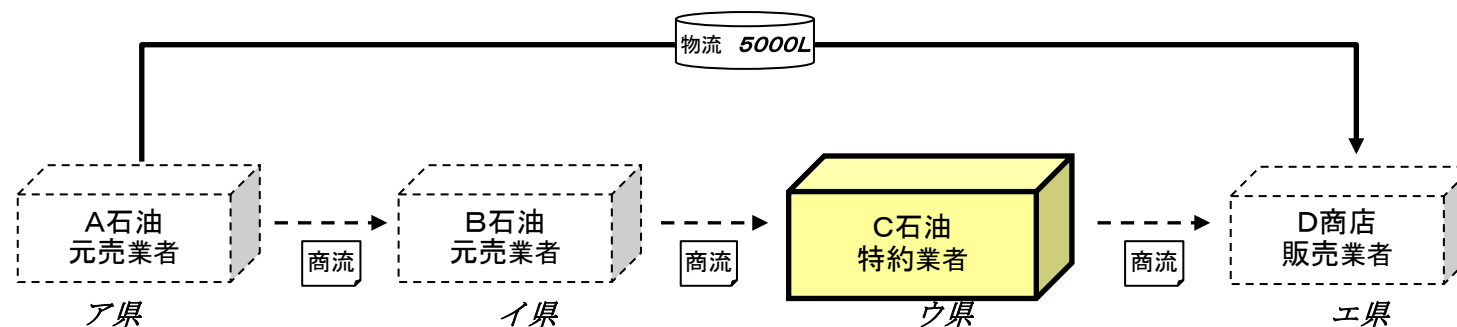 物流 5000L
A石油
元売業者
商流
B石油
元売業者
商流
C石油
特約業者
商流
D商店
販売業者
ア県
イ県
ウ県
エ県